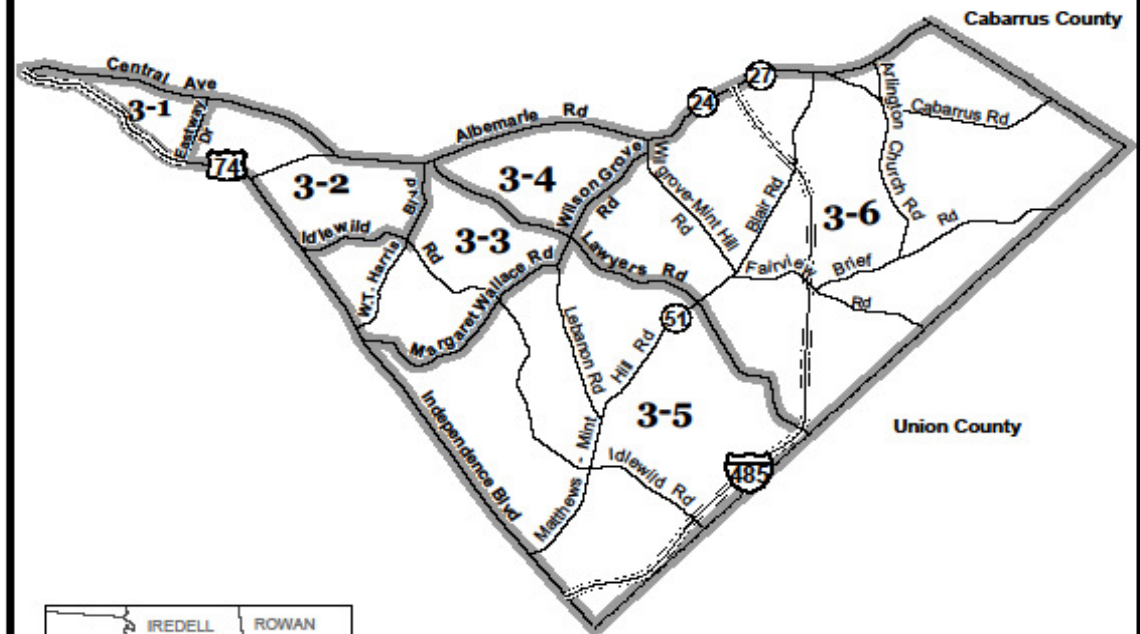 Cabarrus County
Central Ave
3-1
Eastway
Dr
74
Albemarle Rd
24
27
Arlington Church Rd
Cabarrus Rd
3-2
3-4
Wilson Grove
Rd
Wilgrove-Mint Hill
Rd
Blair Rd
3-6
W.T. Harris Blvd
Idlewild Rd
3-3
Lawyers Rd
Fairview
Rd
Brief Rd
Margaret Wallace Rd
Lebanon Rd
51
Matthews - Mint Hill Rd
3-5
Union County
Independence Blvd
Idlewild Rd
485
IREDELL
ROWAN